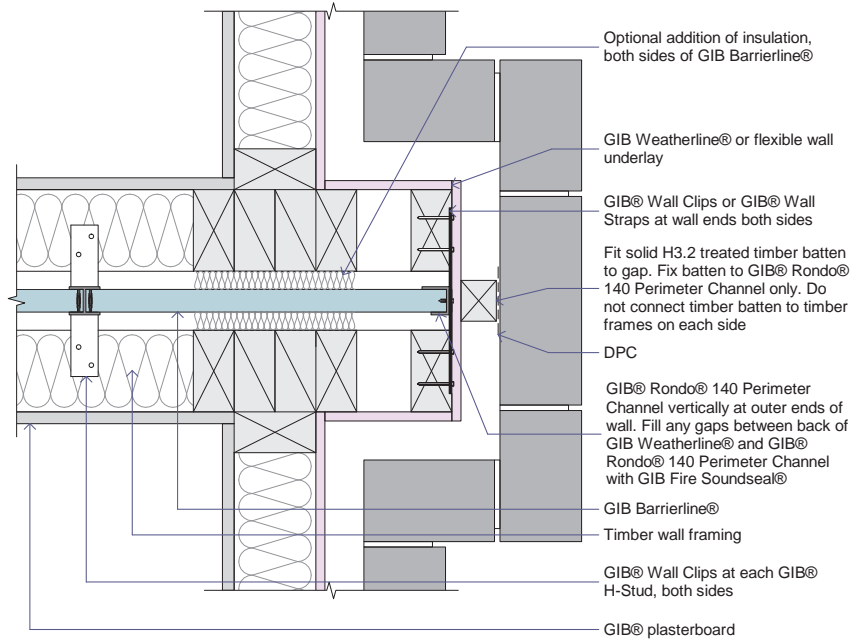 Optional addition of insulation,
both sides of GIB Barrierline®
GIB Weatherline® or flexible wall
underlay
GIB® Wall Clips or GIB® Wall
Straps at wall ends both sides
Fit solid H3.2 treated timber batten
to gap. Fix batten to GIB® Rondo®
140 Perimeter Channel only. Do
not connect timber batten to timber
frames on each side
DPC
GIB® Rondo® 140 Perimeter
Channel vertically at outer ends of
wall. Fill any gaps between back of
GIB Weatherline® and GIB®
Rondo® 140 Perimeter Channel
with GIB Fire Soundseal®
GIB Barrierline®
Timber wall framing
GIB® Wall Clips at each GIB®
H-Stud, both sides
GIB® plasterboard